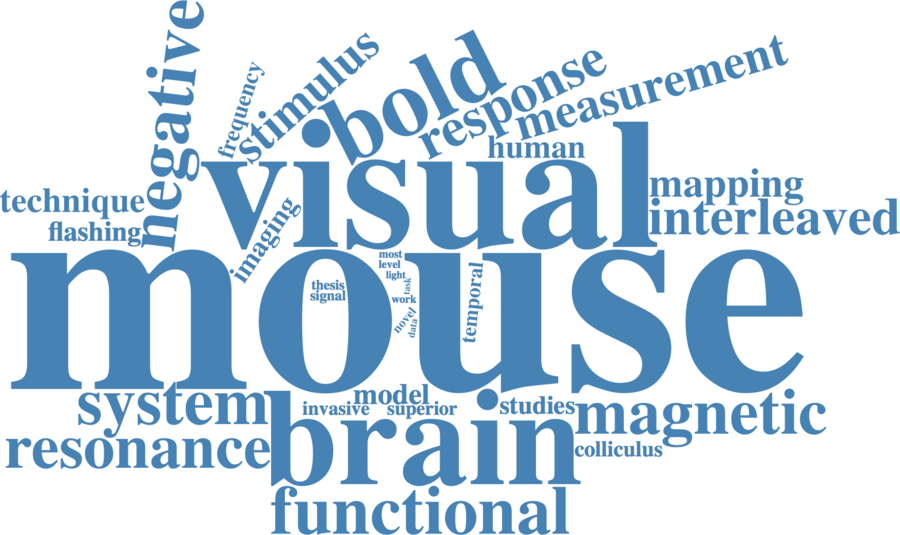 negative
frequency
stimulus
bold
response
measurement
human
visual
technique
flashing
mapping
interleaved
imaging
mouse
most
level
light
task
thesis
signal
work
novel
data
temporal
system
model
invasive
superior
studies
magnetic
resonance
brain
colliculus
functional